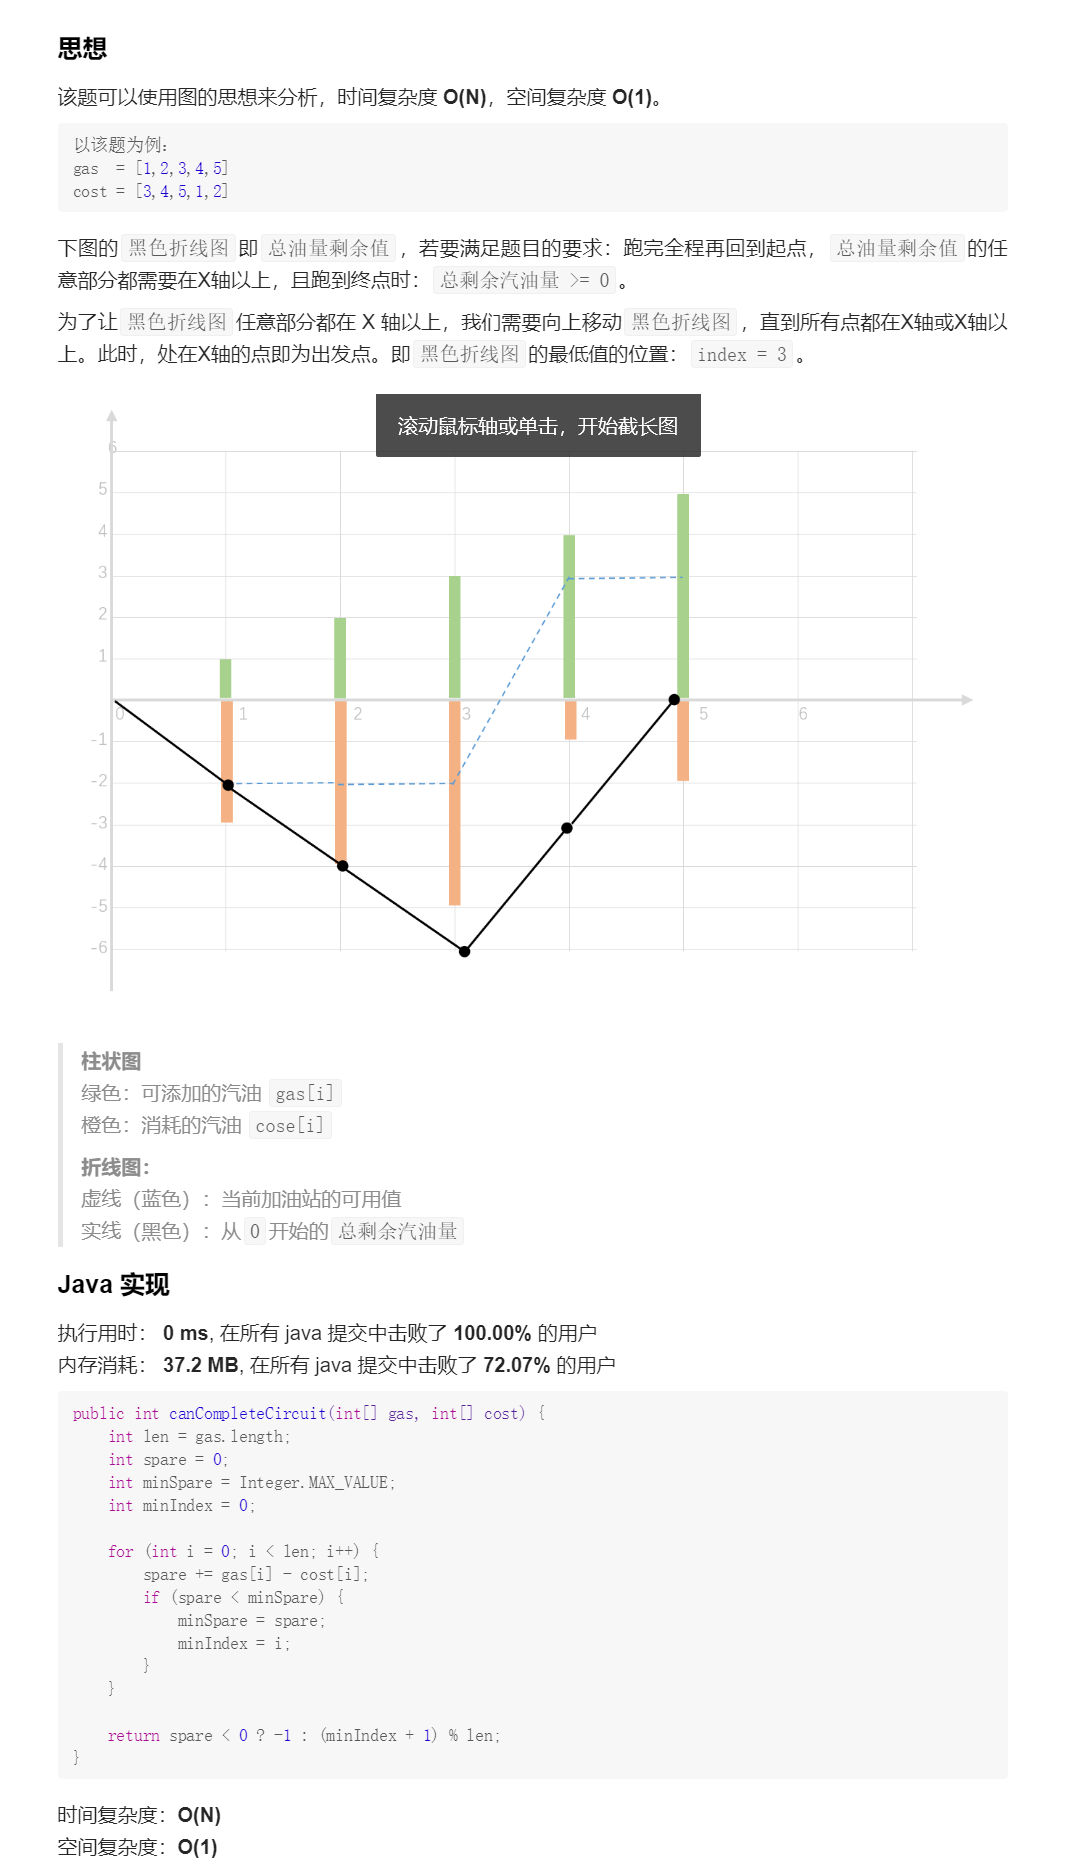 思想
该题可以使用图的思想来分析，时间复杂度 O(N)，空间复杂度 O(1)。
以该题为例：
gas  = [1,2,3,4,5]
cost = [3,4,5,1,2]
下图的 黑色折线图 即 总油量剩余值 ，若要满足题目的要求：跑完全程再回到起点， 总油量剩余值 的任
意部分都需要在X轴以上，且跑到终点时： 总剩余汽油量 >= 0 。
为了让 黑色折线图 任意部分都在 X 轴以上，我们需要向上移动 黑色折线图 ，直到所有点都在X轴或X轴以
上。此时，处在X轴的点即为出发点。即 黑色折线图 的最低值的位置： index = 3 。
滚动鼠标轴或单击，开始截长图
6
5
4
3
2
1
0 1 2 3 4 5 6
-1
-2
-3
-4
-5
-6
柱状图
绿色：可添加的汽油 gas[i]
橙色：消耗的汽油 cose[i]
折线图：
虚线（蓝色）：当前加油站的可用值
实线（黑色）：从 0 开始的 总剩余汽油量
Java 实现
执行用时： 0 ms, 在所有 java 提交中击败了 100.00% 的用户
内存消耗： 37.2 MB, 在所有 java 提交中击败了 72.07% 的用户
public int canCompleteCircuit(int[] gas, int[] cost) {
    int len = gas.length;
    int spare = 0;
    int minSpare = Integer.MAX_VALUE;
    int minIndex = 0;
    for (int i = 0; i < len; i++) {
        spare += gas[i] - cost[i];
        if (spare < minSpare) {
            minSpare = spare;
            minIndex = i;
        }
    }
    return spare < 0 ? -1 : (minIndex + 1) % len;
}
时间复杂度：O(N)
空间复杂度：O(1)